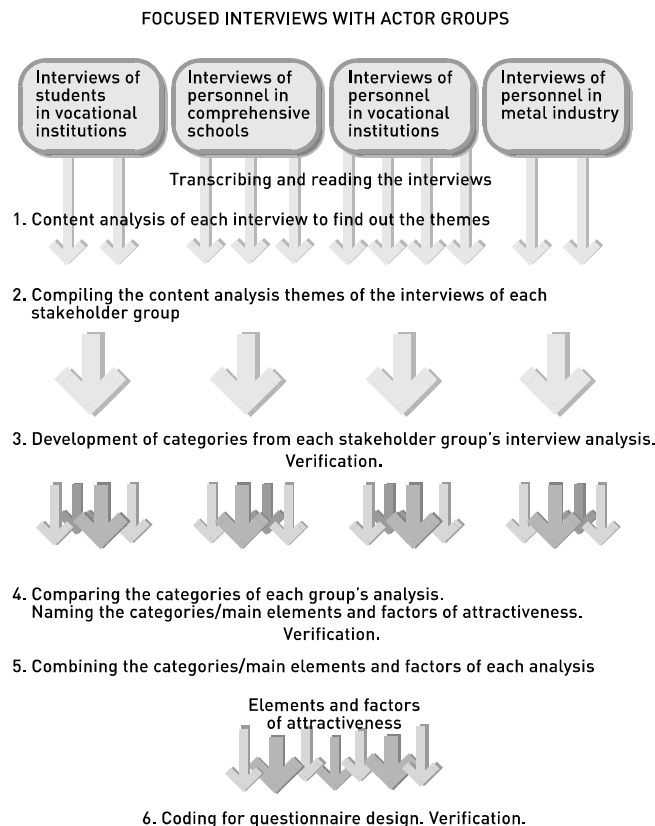 FOCUSED INTERVIEWS WITH ACTOR GROUPS
Interviews of
students
in vocational
institutions
Interviews of
personnel in
comprehensive
schools
Interviews of
personnel
in vocational
institutions
Interviews of
personnel in
metal industry
Transcribing and reading the interviews
1. Content analysis of each interview to find out the themes
2. Compiling the content analysis themes of the interviews of each
stakeholder group
3. Development of categories from each stakeholder group's interview analysis.
Verification.
4. Comparing the categories of each group's analysis.
Naming the categories/main elements and factors of attractiveness.
Verification.
5. Combining the categories/main elements and factors of each analysis
Elements and factors
of attractiveness
6. Coding for questionnaire design. Verification.